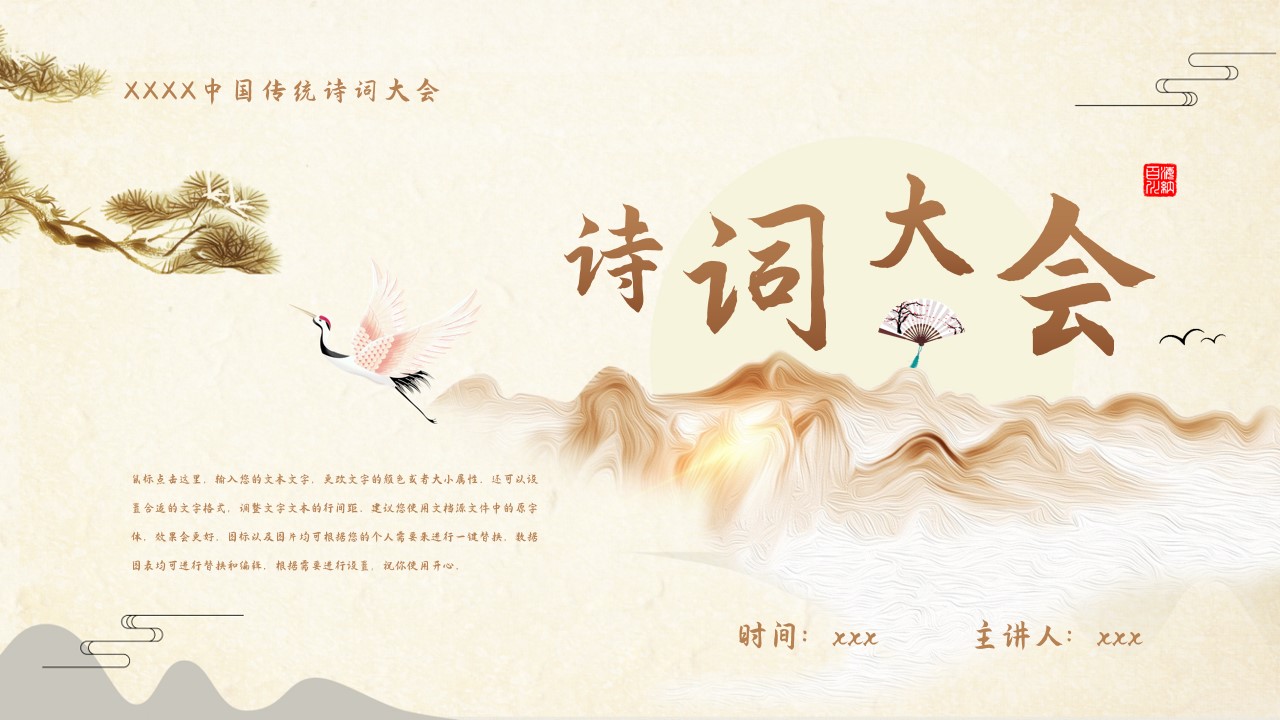 XXXX中国传统诗词大会
诗词大会
鼠标点击这里，输入您的文本文字，更改文字的颜色或者大小属性，还可以设
置合适的文字格式，调整文字文本的行间距，建议您使用文档源文件中的原字
体，效果会更好，图标以及图片均可根据您的个人需要来进行一键替换，数据
图表均可进行替换和编辑，根据需要进行设置，祝你使用开心.
时间：xxx 主讲人：xxx